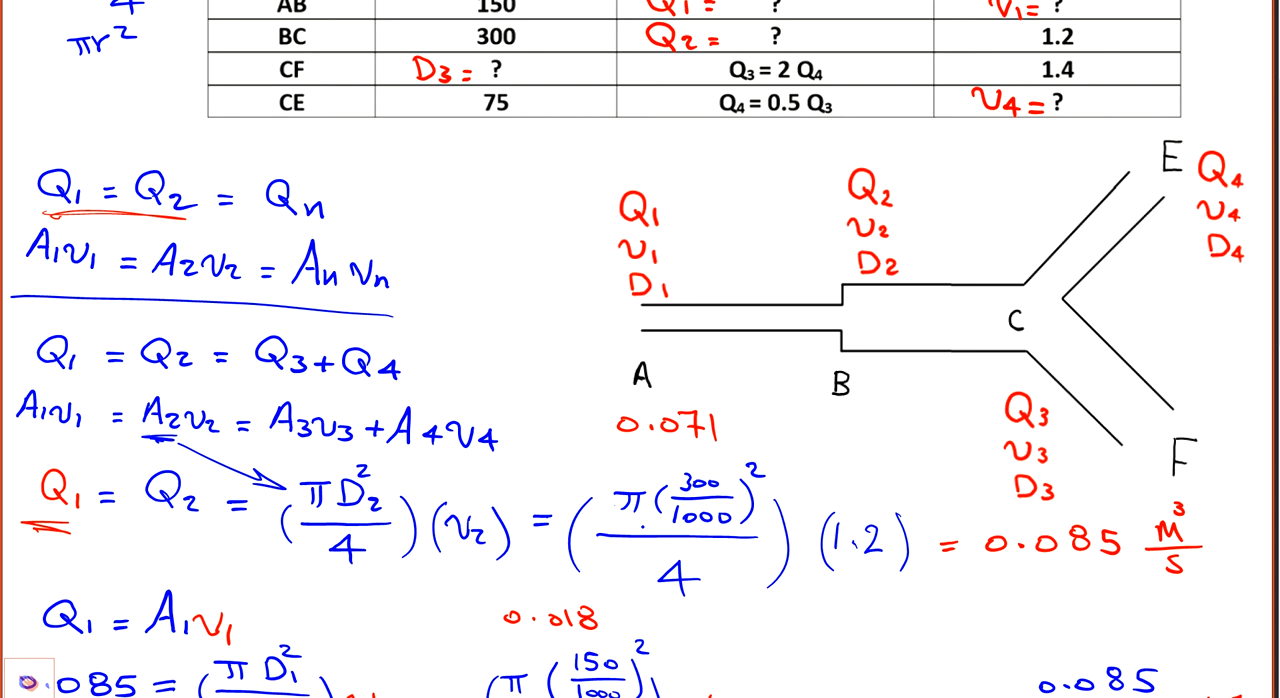 AB 150 Q1 = ? v1 = ?
πr²
BC 300 Q2 = ? 1.2
CF D3 = ? Q₃ = 2 Q₄ 1.4
CE 75 Q₄ = 0.5 Q₃ v4 = ?
Q1 = Q2 = Qn
A1v1 = A2v2 = An vn
Q1 = Q2 = Q3 + Q4
A1v1 = A2v2 = A3v3 + A4v4
Q1
v1
D1
Q2
v2
D2
E
Q4
v4
D4
C
A
B
0.071
Q3
v3
D3
F
Q1 = Q2 = (πD2²/4)(v2) = (π(300/1000)²/4)(1.2) = 0.085 M³/S
Q1 = A1v1
0.018
0.085 = (πD1² (π(150/1000)²)
0.085